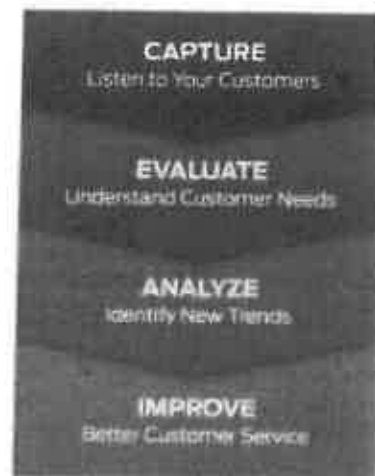 CAPTURE
Listen to Your Customers
EVALUATE
Understand Customer Needs
ANALYZE
Identify New Trends
IMPROVE
Better Customer Service